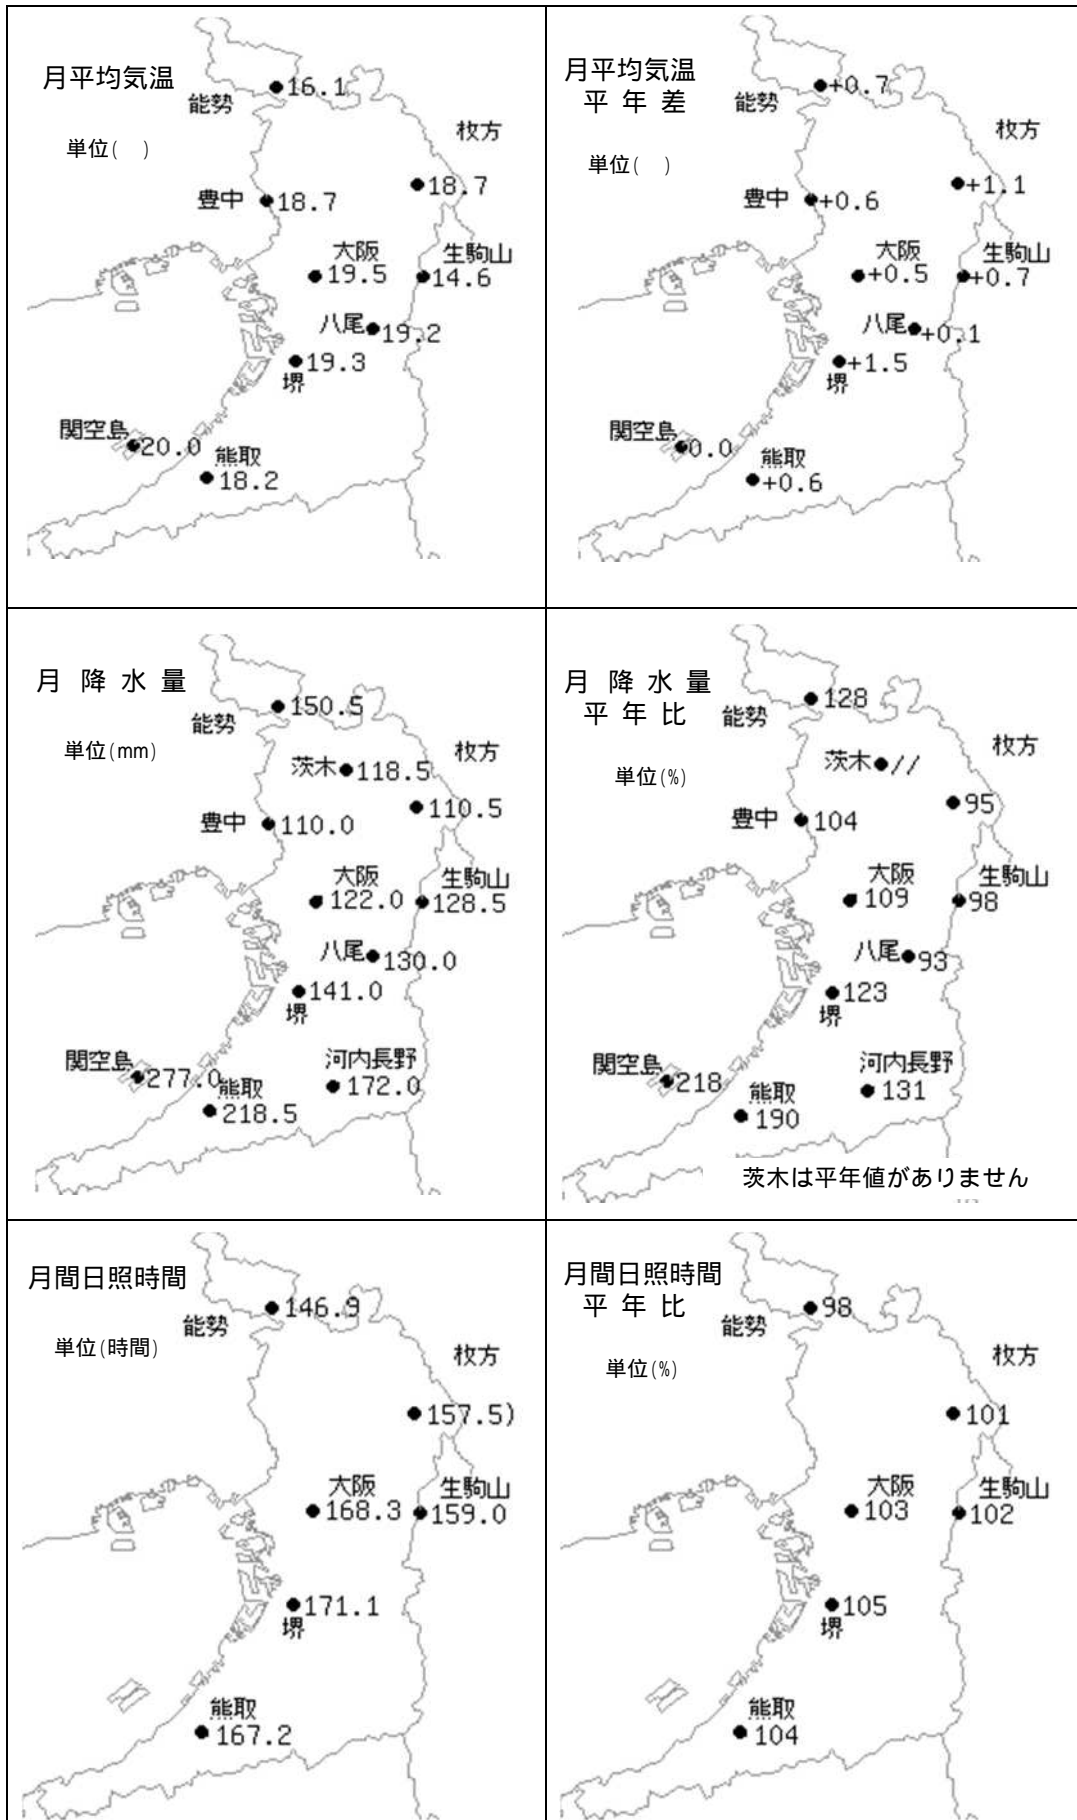 月平均気温
単位(　)
16.1
能勢
枚方
18.7
豊中
18.7
大阪
19.5
生駒山
14.6
八尾
19.2
19.3
堺
関空島
20.0
熊取
18.2
月平均気温
平 年 差
単位(　)
+0.7
能勢
枚方
+1.1
豊中
+0.6
大阪
+0.5
生駒山
+0.7
八尾
+0.1
+1.5
堺
関空島
0.0
熊取
+0.6
月 降 水 量
単位(mm)
150.5
能勢
枚方
茨木
118.5
110.5
豊中
110.0
大阪
122.0
生駒山
128.5
八尾
130.0
141.0
堺
関空島
277.0
熊取
218.5
河内長野
172.0
月 降 水 量
平 年 比
単位(%)
128
能勢
枚方
茨木
//
95
豊中
104
大阪
109
生駒山
98
八尾
93
123
堺
関空島
218
熊取
190
河内長野
131
茨木は平年値がありません
月間日照時間
単位(時間)
146.9
能勢
枚方
157.5)
大阪
168.3
生駒山
159.0
171.1
堺
熊取
167.2
月間日照時間
平 年 比
単位(%)
98
能勢
枚方
101
大阪
103
生駒山
102
105
堺
熊取
104